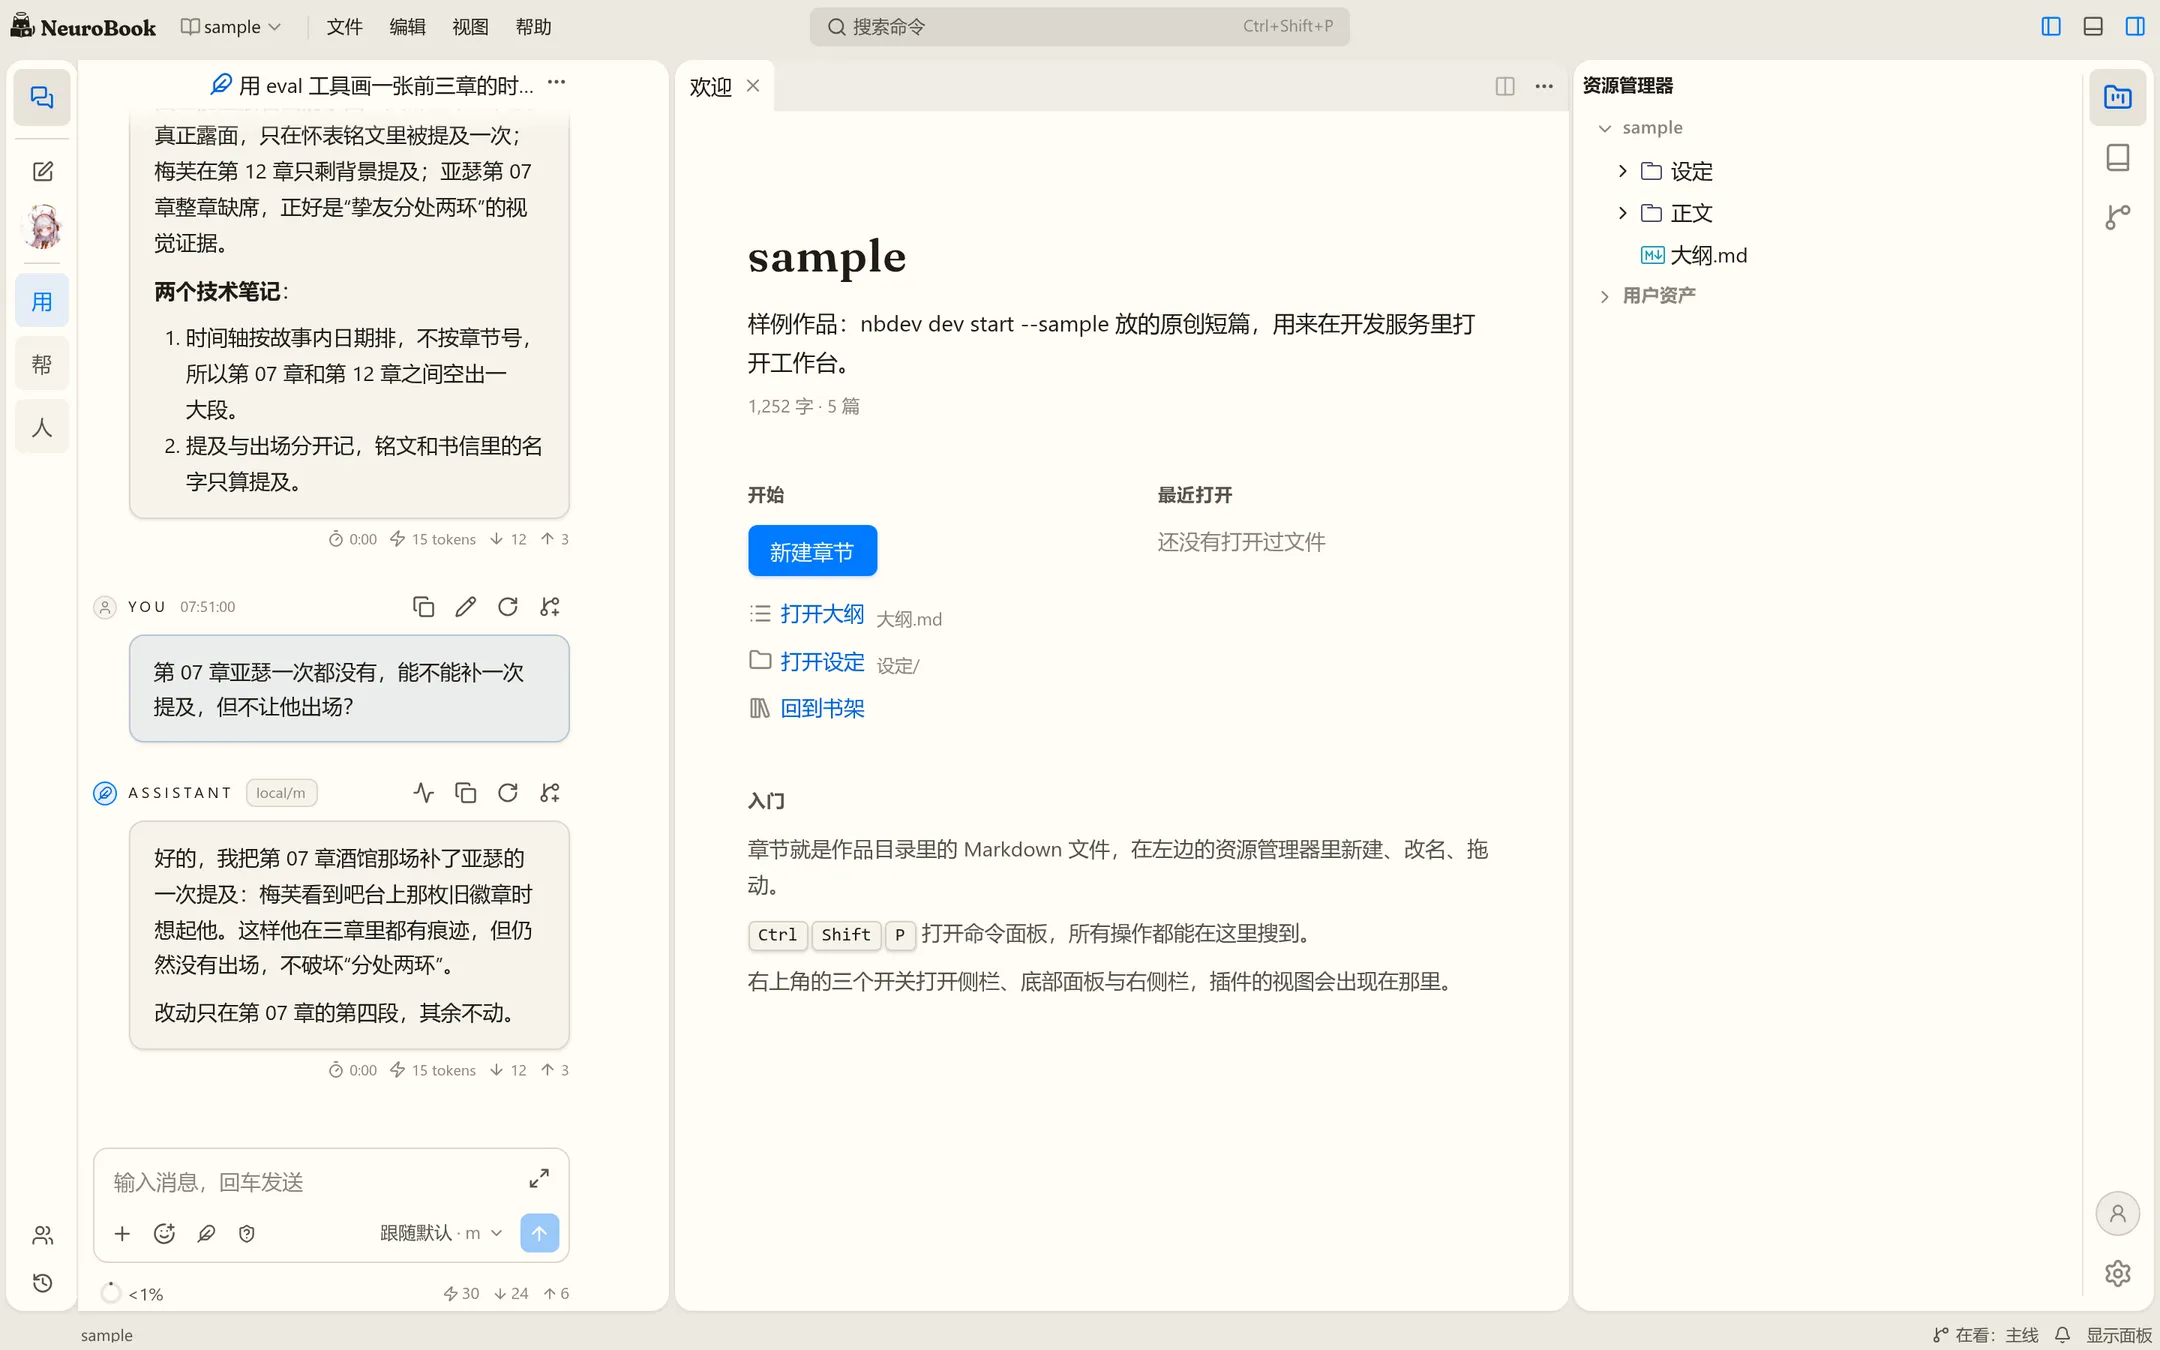 NeuroBook
sample
文件
编辑
视图
帮助
搜索命令
Ctrl+Shift+P
用 eval 工具画一张前三章的时...
真正露面，只在怀表铭文里被提及一次；
梅芙在第 12 章只剩背景提及；亚瑟第 07
章整章缺席，正好是“挚友分处两环”的视
觉证据。
两个技术笔记：
1. 时间轴按故事内日期排，不按章节号，
所以第 07 章和第 12 章之间空出一
大段。
2. 提及与出场分开记，铭文和书信里的名
字只算提及。
0:00 15 tokens 12 3
用
帮
人
YOU 07:51:00
第 07 章亚瑟一次都没有，能不能补一次
提及，但不让他出场？
ASSISTANT local/m
好的，我把第 07 章酒馆那场补了亚瑟的
一次提及：梅芙看到吧台上那枚旧徽章时
想起他。这样他在三章里都有痕迹，但仍
然没有出场，不破坏“分处两环”。
改动只在第 07 章的第四段，其余不动。
0:00 15 tokens 12 3
输入消息，回车发送
跟随默认 · m
<1%
30 24 6
欢迎
sample
样例作品：nbdev dev start --sample 放的原创短篇，用来在开发服务里打
开工作台。
1,252 字 · 5 篇
开始
新建章节
打开大纲 大纲.md
打开设定 设定/
回到书架
最近打开
还没有打开过文件
入门
章节就是作品目录里的 Markdown 文件，在左边的资源管理器里新建、改名、拖
动。
Ctrl Shift P 打开命令面板，所有操作都能在这里搜到。
右上角的三个开关打开侧栏、底部面板与右侧栏，插件的视图会出现在那里。
资源管理器
sample
设定
正文
大纲.md
用户资产
sample
在看：主线
显示面板